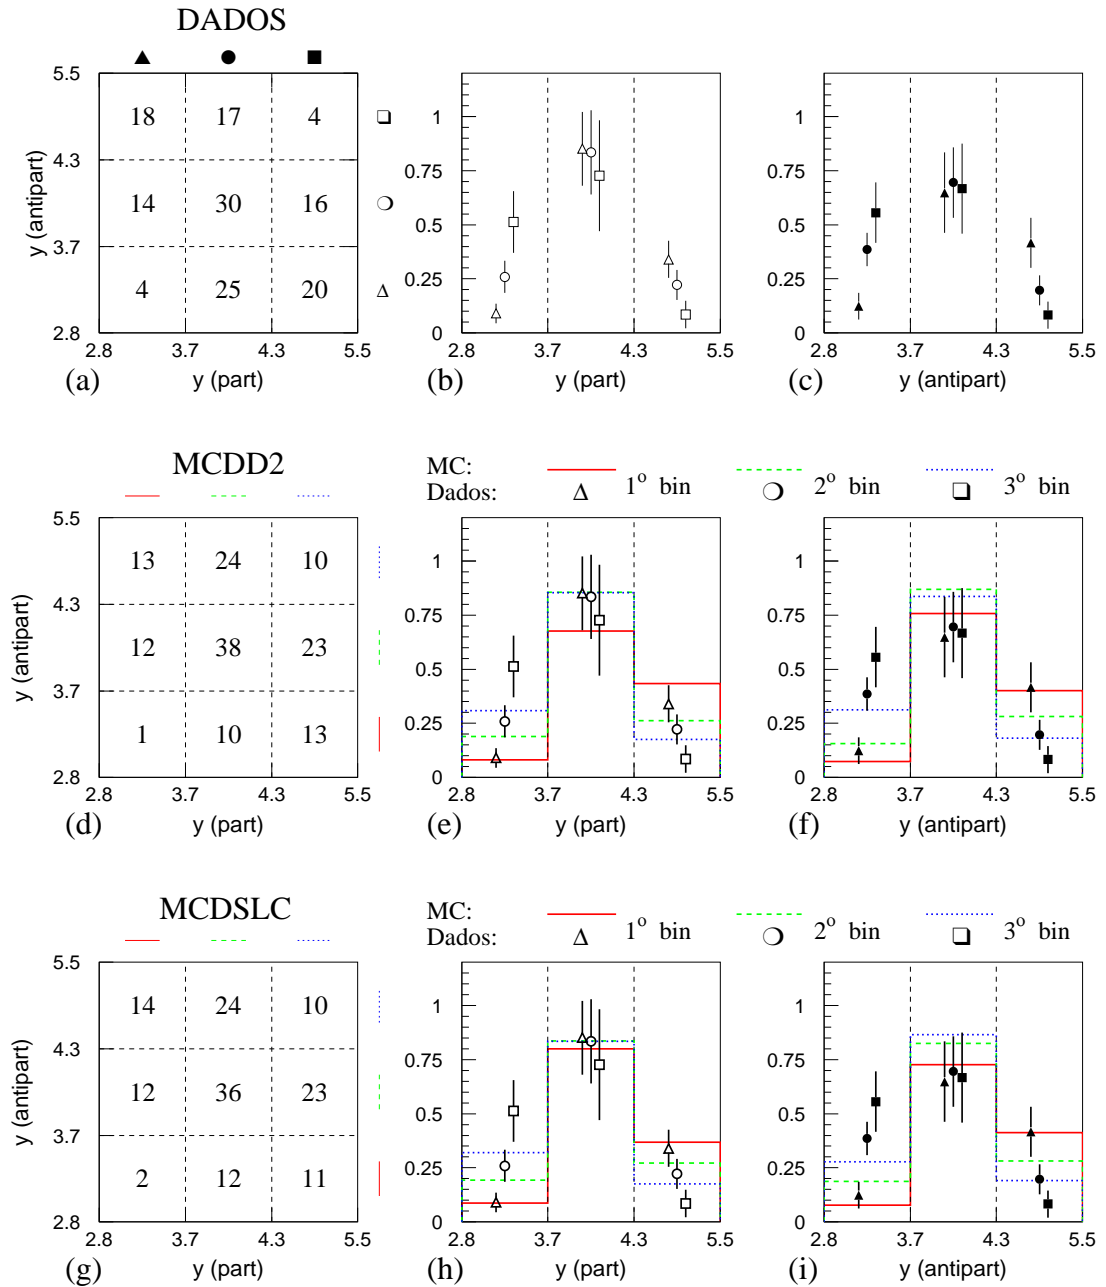 DADOS
5.5
18 17 4
4.3
14 30 16
3.7
4 25 20
2.8
2.8 3.7 4.3 5.5
y (antipart)
y (part)
(a)
1
0.75
0.5
0.25
0
2.8 3.7 4.3 5.5
y (part)
(b)
1
0.75
0.5
0.25
0
2.8 3.7 4.3 5.5
y (antipart)
(c)
MCDD2
5.5
13 24 10
4.3
12 38 23
3.7
1 10 13
2.8
2.8 3.7 4.3 5.5
y (antipart)
y (part)
(d)
MC:
Dados: 1º bin 2º bin 3º bin
1
0.75
0.5
0.25
0
2.8 3.7 4.3 5.5
y (part)
(e)
1
0.75
0.5
0.25
0
2.8 3.7 4.3 5.5
y (antipart)
(f)
MCDSLC
5.5
14 24 10
4.3
12 36 23
3.7
2 12 11
2.8
2.8 3.7 4.3 5.5
y (antipart)
y (part)
(g)
MC:
Dados: 1º bin 2º bin 3º bin
1
0.75
0.5
0.25
0
2.8 3.7 4.3 5.5
y (part)
(h)
1
0.75
0.5
0.25
0
2.8 3.7 4.3 5.5
y (antipart)
(i)